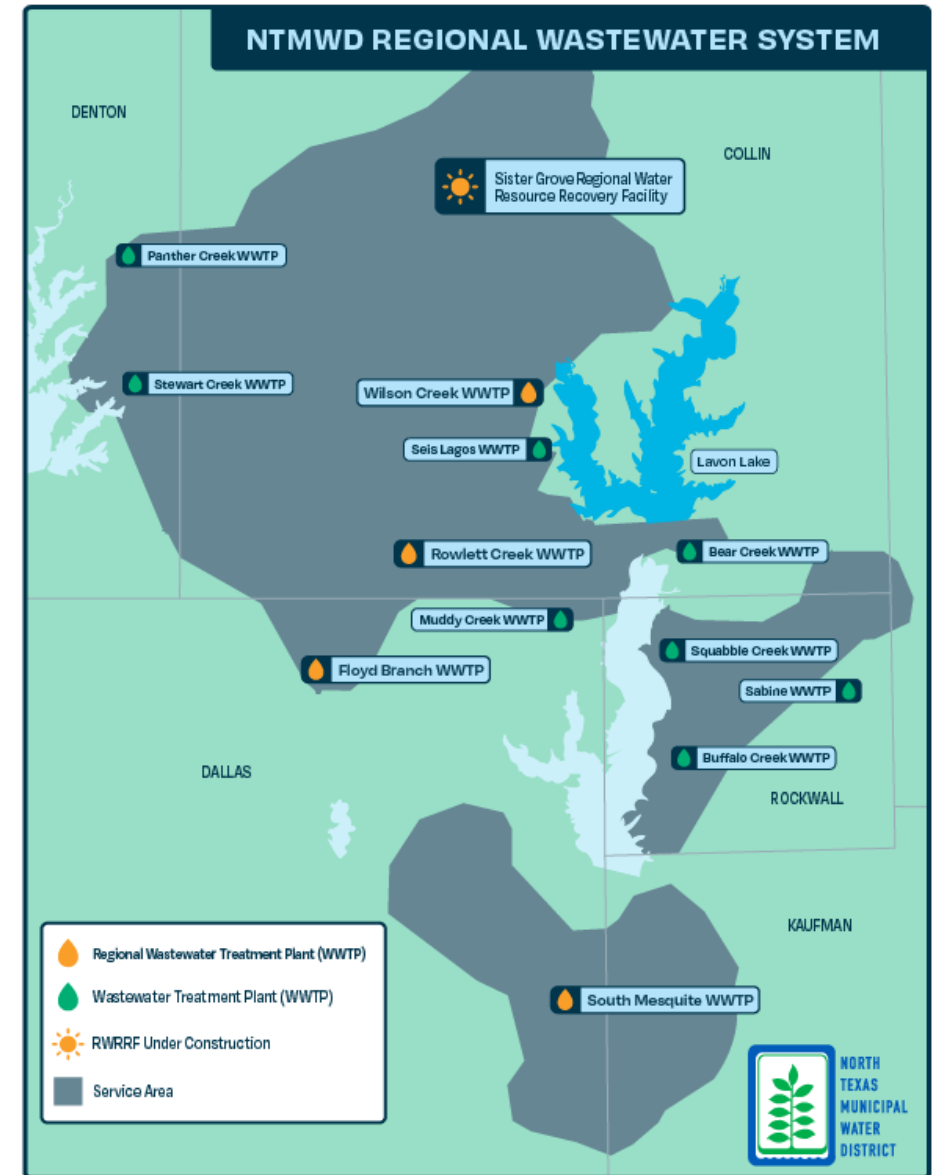 NTMWD REGIONAL WASTEWATER SYSTEM
DENTON
COLLIN
Sister Grove Regional Water
Resource Recovery Facility
Panther Creek WWTP
Stewart Creek WWTP
Wilson Creek WWTP
Seis Lagos WWTP
Lavon Lake
Rowlett Creek WWTP
Bear Creek WWTP
Muddy Creek WWTP
Squabble Creek WWTP
Floyd Branch WWTP
Sabine WWTP
Buffalo Creek WWTP
DALLAS
ROCKWALL
KAUFMAN
Regional Wastewater Treatment Plant (WWTP)
Wastewater Treatment Plant (WWTP)
RWRRF Under Construction
Service Area
South Mesquite WWTP
NORTH
TEXAS
MUNICIPAL
WATER
DISTRICT